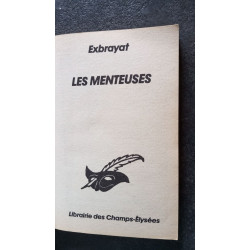 Exbrayat
LES MENTEUSES
Librairie des Champs-Élysées